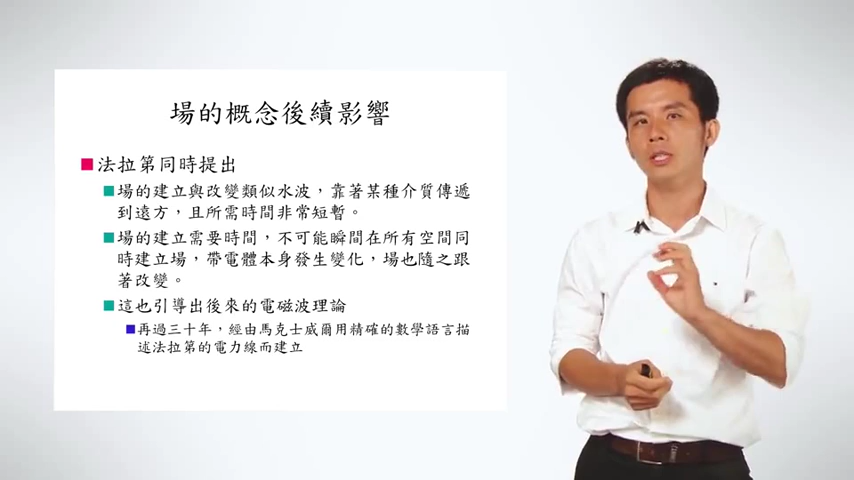 場的概念後續影響
法拉第同時提出
場的建立與改變類似水波，靠著某種介質傳遞
到遠方，且所需時間非常短暫。
場的建立需要時間，不可能瞬間在所有空間同
時建立場，帶電體本身發生變化，場也隨之跟
著改變。
這也引導出後來的電磁波理論
再過三十年，經由馬克士威爾用精確的數學語言描
述法拉第的電力線而建立